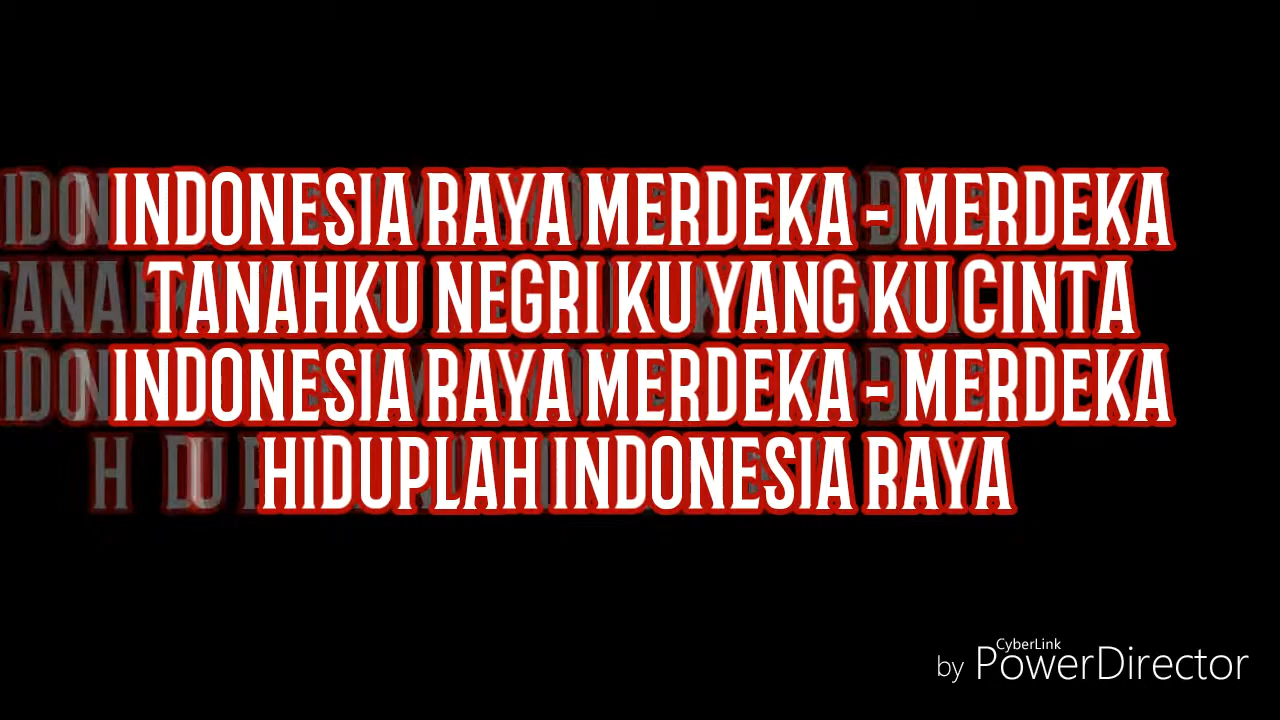 INDONESIA RAYA MERDEKA - MERDEKA
TANAHKU NEGRI KU YANG KU CINTA
INDONESIA RAYA MERDEKA - MERDEKA
HIDUPLAH INDONESIA RAYA
CyberLink
by PowerDirector